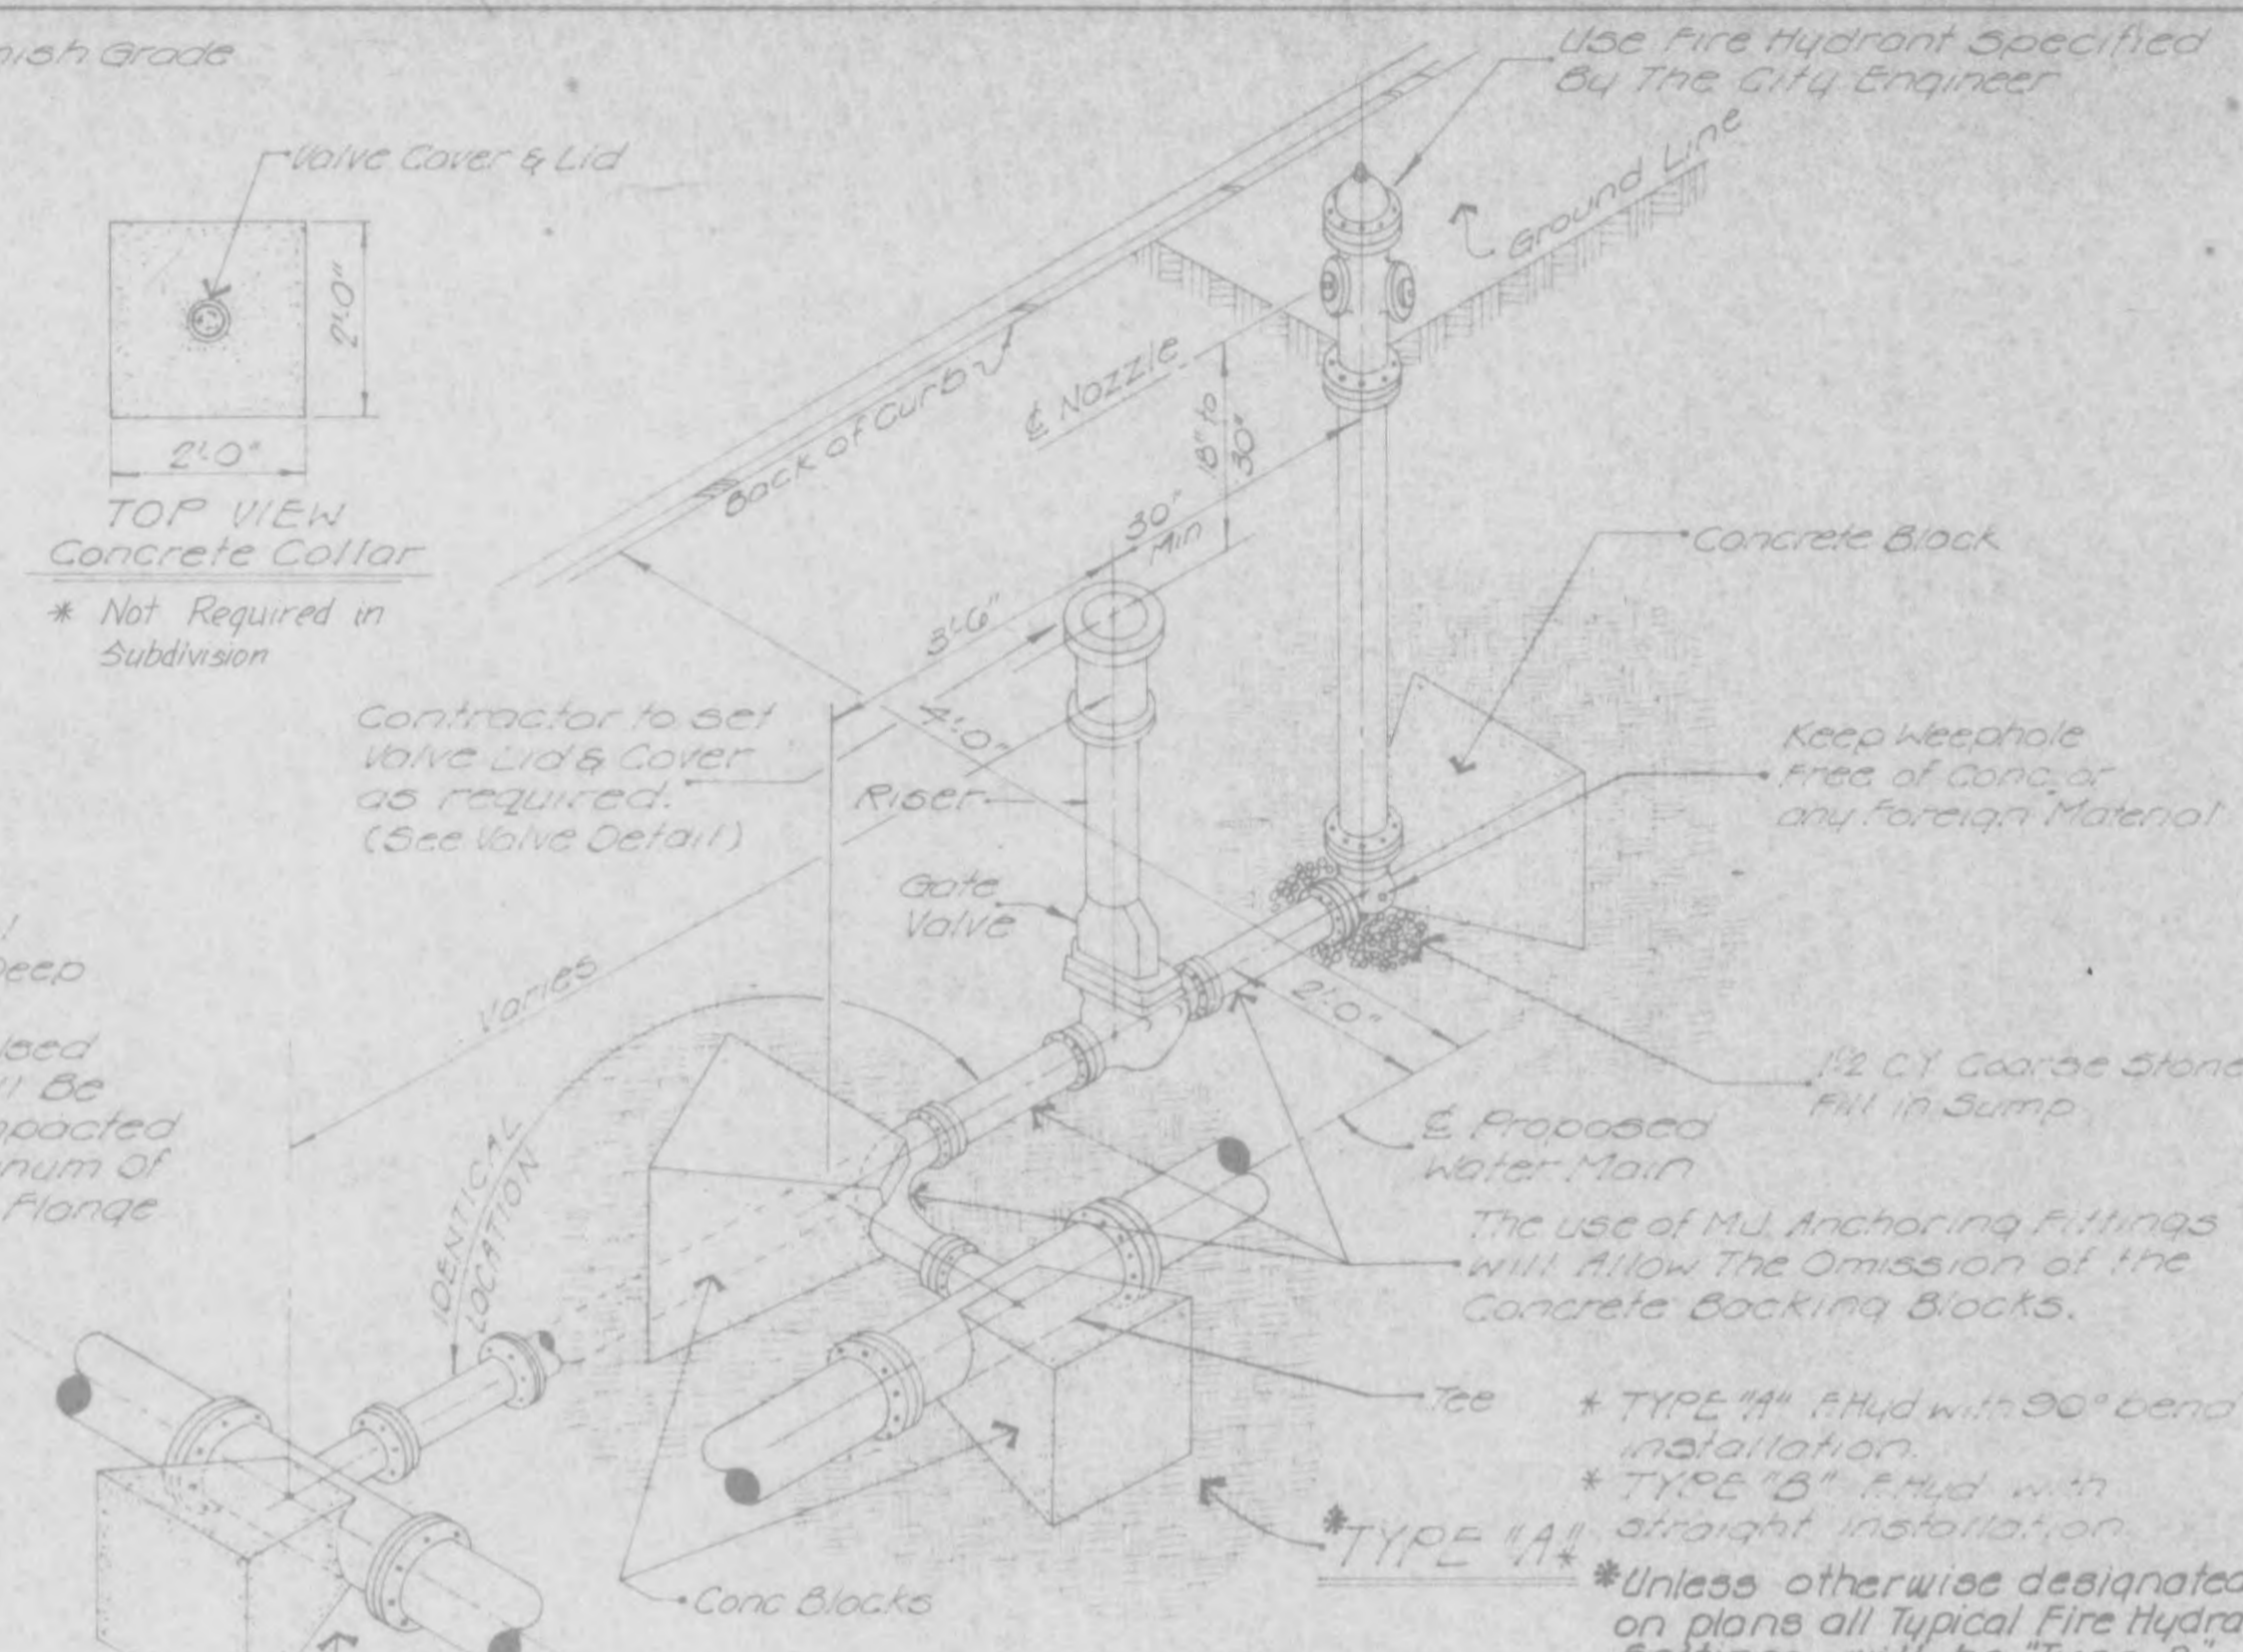 nish Grade
Valve Cover & Lid
2'-0"
2'-0"
TOP VIEW
Concrete Collar
* Not Required in
Subdivision
Use Fire Hydrant Specified
By The City Engineer
Ground Line
Back of Curb
℄ Nozzle
18" to
30"
30"
Min
3'-6"
4'-0"
Concrete Block
Contractor to set
Valve Lid & Cover
as required.
(See Valve Detail)
Riser
Keep Weephole
Free of Conc. or
any Foreign Material
Gate
Valve
Varies
2'-0"
Deep
Used
Be
mpacted
Of
Flange
IDENTICAL
LOCATION
1/2 CY Coarse Stone
Fill in Sump
℄ Proposed
Water Main
The use of M.J. Anchoring Fittings
Will Allow The Omission of the
Concrete Backing Blocks.
Tee
* TYPE "A" F.Hyd with 90° bend
installation.
* TYPE "B" F.Hyd with
straight installation
*TYPE "A"
Conc Blocks
*Unless otherwise designated
on plans all Typical Fire Hydra